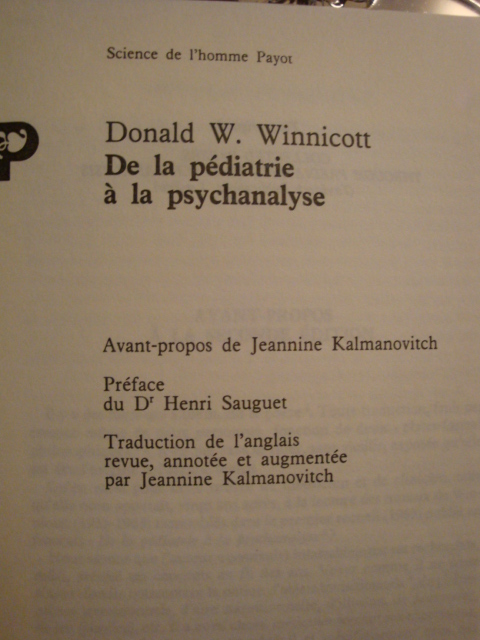 Science de l'homme Payot
Donald W. Winnicott
De la pédiatrie
à la psychanalyse
Avant-propos de Jeannine Kalmanovitch
Préface
du Dr Henri Sauguet
Traduction de l'anglais
revue, annotée et augmentée
par Jeannine Kalmanovitch